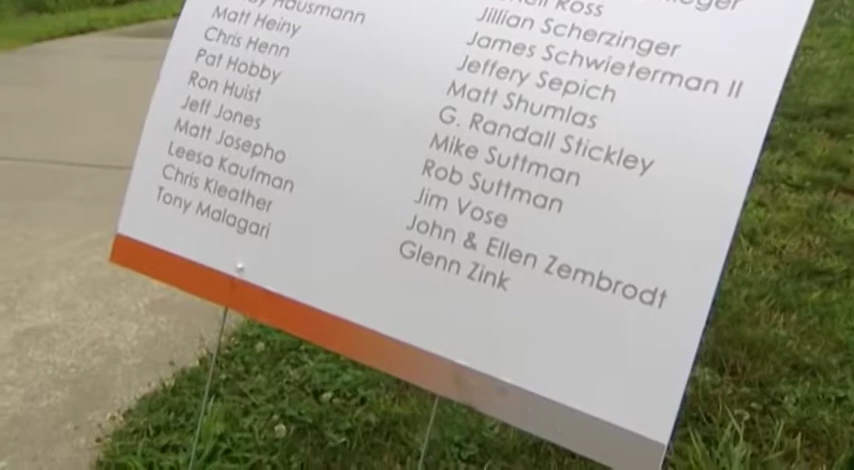 Hausmann
Matt Heiny
Chris Henn
Pat Hobby
Ron Huist
Jeff Jones
Matt Josepho
Leesa Kaufman
Chris Kleather
Tony Malagari
Ross
Jillian Scherzinger
James Schwieterman II
Jeffery Sepich
Matt Shumlas
G. Randall Stickley
Mike Suttman
Rob Suttman
Jim Vose
John & Ellen Zembrodt
Glenn Zink